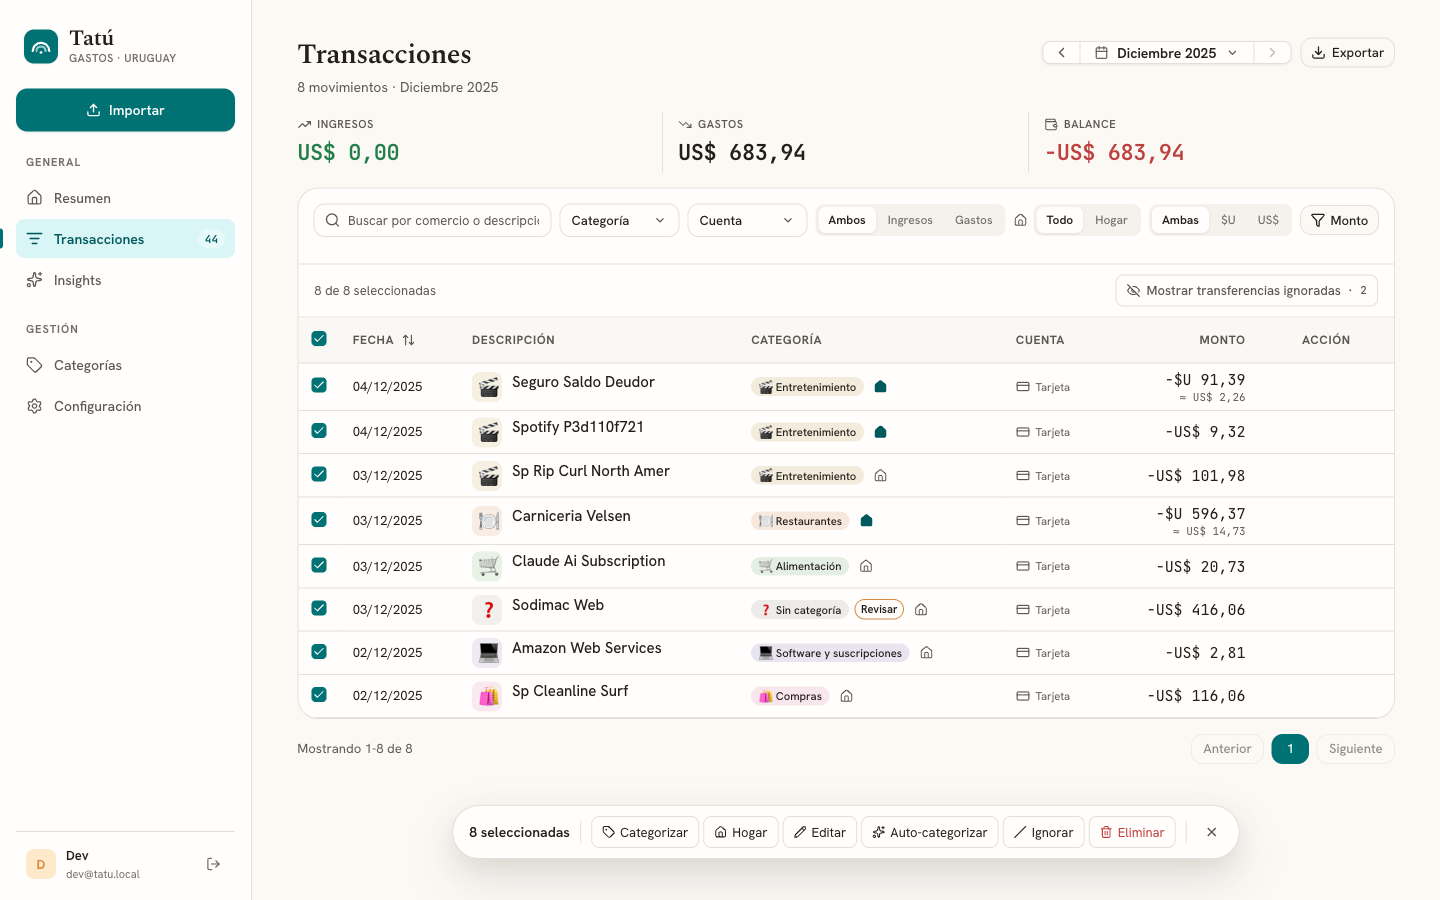 Tatú
GASTOS · URUGUAY
Importar
GENERAL
Resumen
Transacciones 44
Insights
GESTIÓN
Categorías
Configuración
D
Dev
dev@tatu.local
Transacciones
8 movimientos · Diciembre 2025
Diciembre 2025
Exportar
INGRESOS
US$ 0,00
GASTOS
US$ 683,94
BALANCE
-US$ 683,94
Buscar por comercio o descripci
Categoría
Cuenta
Ambos Ingresos Gastos
Todo Hogar
Ambas $U US$
Monto
8 de 8 seleccionadas
Mostrar transferencias ignoradas · 2
FECHA DESCRIPCIÓN CATEGORÍA CUENTA MONTO ACCIÓN
04/12/2025 Seguro Saldo Deudor Entretenimiento Tarjeta -$U 91,39
≈ US$ 2,26
04/12/2025 Spotify P3d110f721 Entretenimiento Tarjeta -US$ 9,32
03/12/2025 Sp Rip Curl North Amer Entretenimiento Tarjeta -US$ 101,98
03/12/2025 Carniceria Velsen Restaurantes Tarjeta -$U 596,37
≈ US$ 14,73
03/12/2025 Claude Ai Subscription Alimentación Tarjeta -US$ 20,73
03/12/2025 Sodimac Web Sin categoría Revisar Tarjeta -US$ 416,06
02/12/2025 Amazon Web Services Software y suscripciones Tarjeta -US$ 2,81
02/12/2025 Sp Cleanline Surf Compras Tarjeta -US$ 116,06
Mostrando 1-8 de 8
Anterior 1 Siguiente
8 seleccionadas Categorizar Hogar Editar Auto-categorizar Ignorar Eliminar